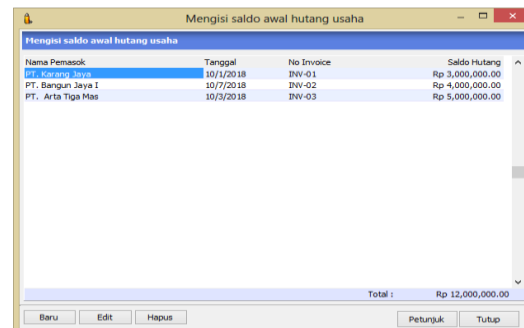 Mengisi saldo awal hutang usaha
Mengisi saldo awal hutang usaha
Nama Pemasok Tanggal No Invoice Saldo Hutang
PT. Karang Jaya 10/1/2018 INV-01 Rp 3,000,000.00
PT. Bangun Jaya I 10/7/2018 INV-02 Rp 4,000,000.00
PT. Arta Tiga Mas 10/3/2018 INV-03 Rp 5,000,000.00
Total : Rp 12,000,000.00
Baru Edit Hapus Petunjuk Tutup